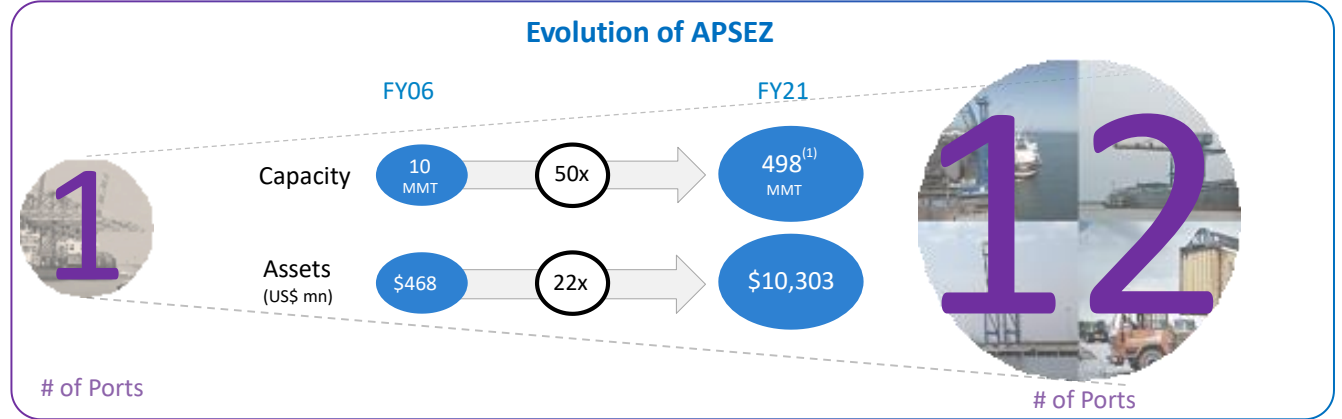 Evolution of APSEZ
FY06
FY21
Capacity
10
MMT
50x
498(1)
MMT
Assets
(US$ mn)
$468
22x
$10,303
1
# of Ports
12
# of Ports